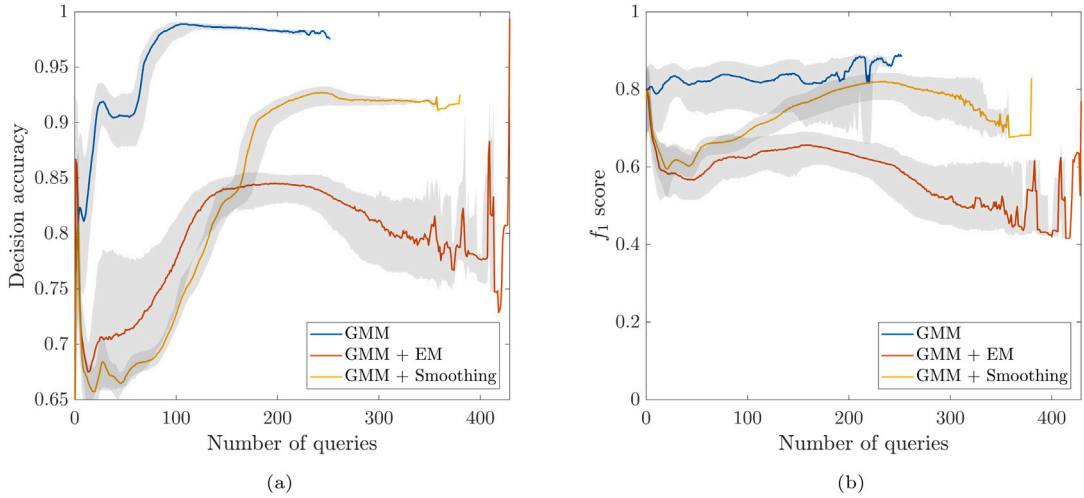 1
0.95
0.9
0.85
0.8
0.75
0.7
0.65
0
100
200
300
400
Decision accuracy
Number of queries
GMM
GMM + EM
GMM + Smoothing
(a)
1
0.8
0.6
0.4
0.2
0
0
100
200
300
400
f₁ score
Number of queries
GMM
GMM + EM
GMM + Smoothing
(b)